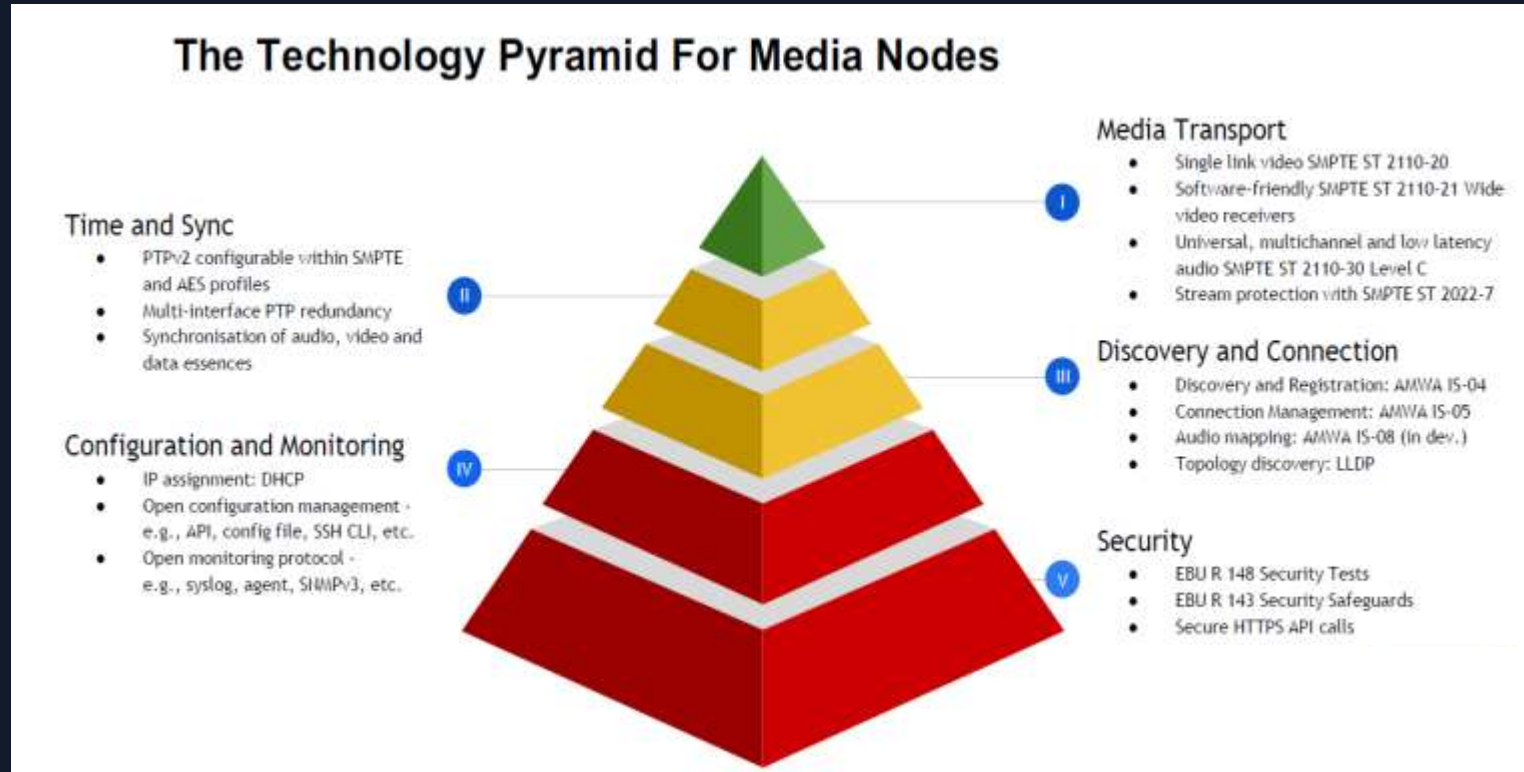 The Technology Pyramid For Media Nodes
Media Transport
● Single link video SMPTE ST 2110-20
● Software-friendly SMPTE ST 2110-21 Wide
video receivers
● Universal, multichannel and low latency
audio SMPTE ST 2110-30 Level C
● Stream protection with SMPTE ST 2022-7
I
Time and Sync
● PTPv2 configurable within SMPTE
and AES profiles
● Multi-interface PTP redundancy
● Synchronisation of audio, video and
data essences
II
Discovery and Connection
● Discovery and Registration: AMWA IS-04
● Connection Management: AMWA IS-05
● Audio mapping: AMWA IS-08 (in dev.)
● Topology discovery: LLDP
III
Configuration and Monitoring
● IP assignment: DHCP
● Open configuration management -
e.g., API, config file, SSH CLI, etc.
● Open monitoring protocol -
e.g., syslog, agent, SNMPv3, etc.
IV
Security
● EBU R 148 Security Tests
● EBU R 143 Security Safeguards
● Secure HTTPS API calls
V